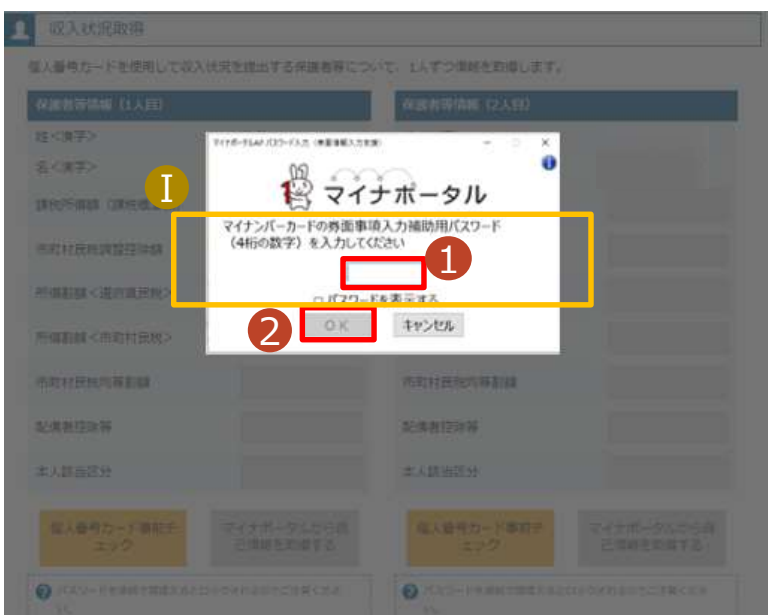 収入状況取得
個人番号カードを使用して収入状況を提出する保護者等について、1人ずつ情報を取得します。
保護者等情報（1人目）
保護者等情報（2人目）
姓<漢字>
名<漢字>
マイナポータル
マイナンバーカードの券面事項入力補助用パスワード
（4桁の数字）を入力してください
I
1
パスワードを表示する
2
OK
キャンセル
市町村民税調整控除額
所得割額<道府県民税>
所得割額<市町村民税>
市町村民税均等割額
市町村民税均等割額
配偶者控除等
配偶者控除等
本人該当区分
本人該当区分
個人番号カード事前チェック
マイナポータルから自己情報を取得する
個人番号カード事前チェック
マイナポータルから自己情報を取得する